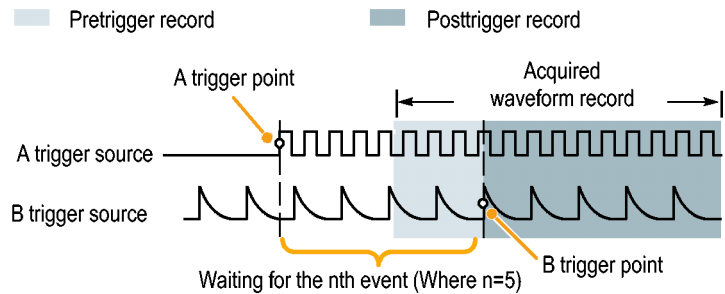 Pretrigger record
Posttrigger record
A trigger point
Acquired
waveform record
A trigger source
B trigger source
B trigger point
Waiting for the nth event (Where n=5)